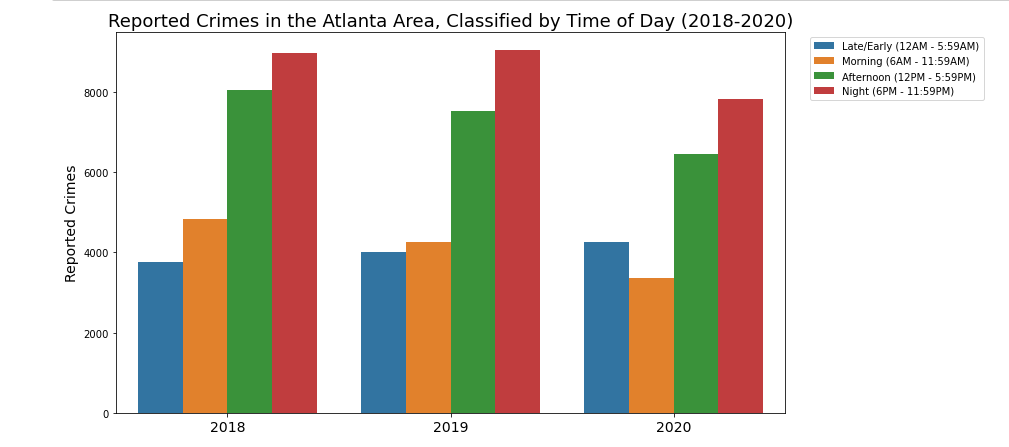 Reported Crimes in the Atlanta Area, Classified by Time of Day (2018-2020)
Late/Early (12AM - 5:59AM)
Morning (6AM - 11:59AM)
Afternoon (12PM - 5:59PM)
Night (6PM - 11:59PM)
Reported Crimes
8000
6000
4000
2000
0
2018 2019 2020